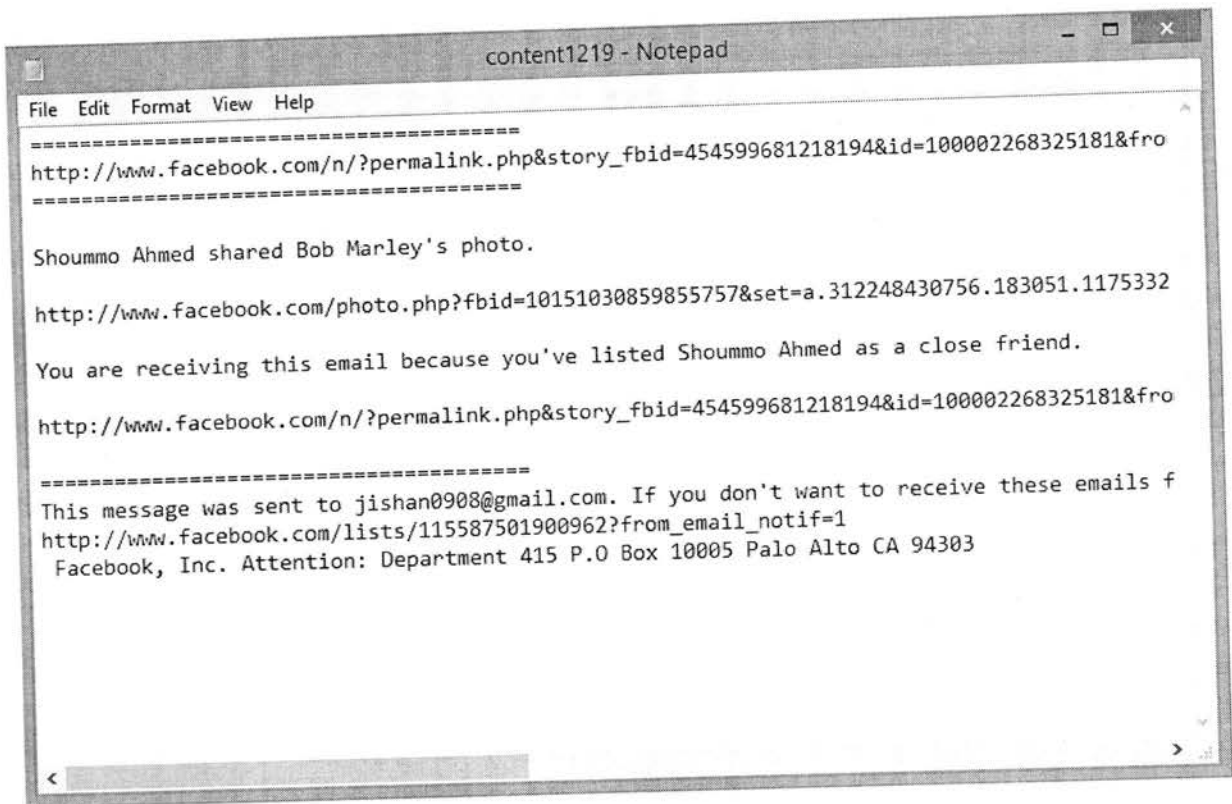 content1219 - Notepad
File Edit Format View Help
========================================
http://www.facebook.com/n/?permalink.php&story_fbid=454599681218194&id=100002268325181&fro
========================================
Shoummo Ahmed shared Bob Marley's photo.
http://www.facebook.com/photo.php?fbid=10151030859855757&set=a.312248430756.183051.1175332
You are receiving this email because you've listed Shoummo Ahmed as a close friend.
http://www.facebook.com/n/?permalink.php&story_fbid=454599681218194&id=100002268325181&fro
========================================
This message was sent to jishan0908@gmail.com. If you don't want to receive these emails f
http://www.facebook.com/lists/115587501900962?from_email_notif=1
Facebook, Inc. Attention: Department 415 P.O Box 10005 Palo Alto CA 94303